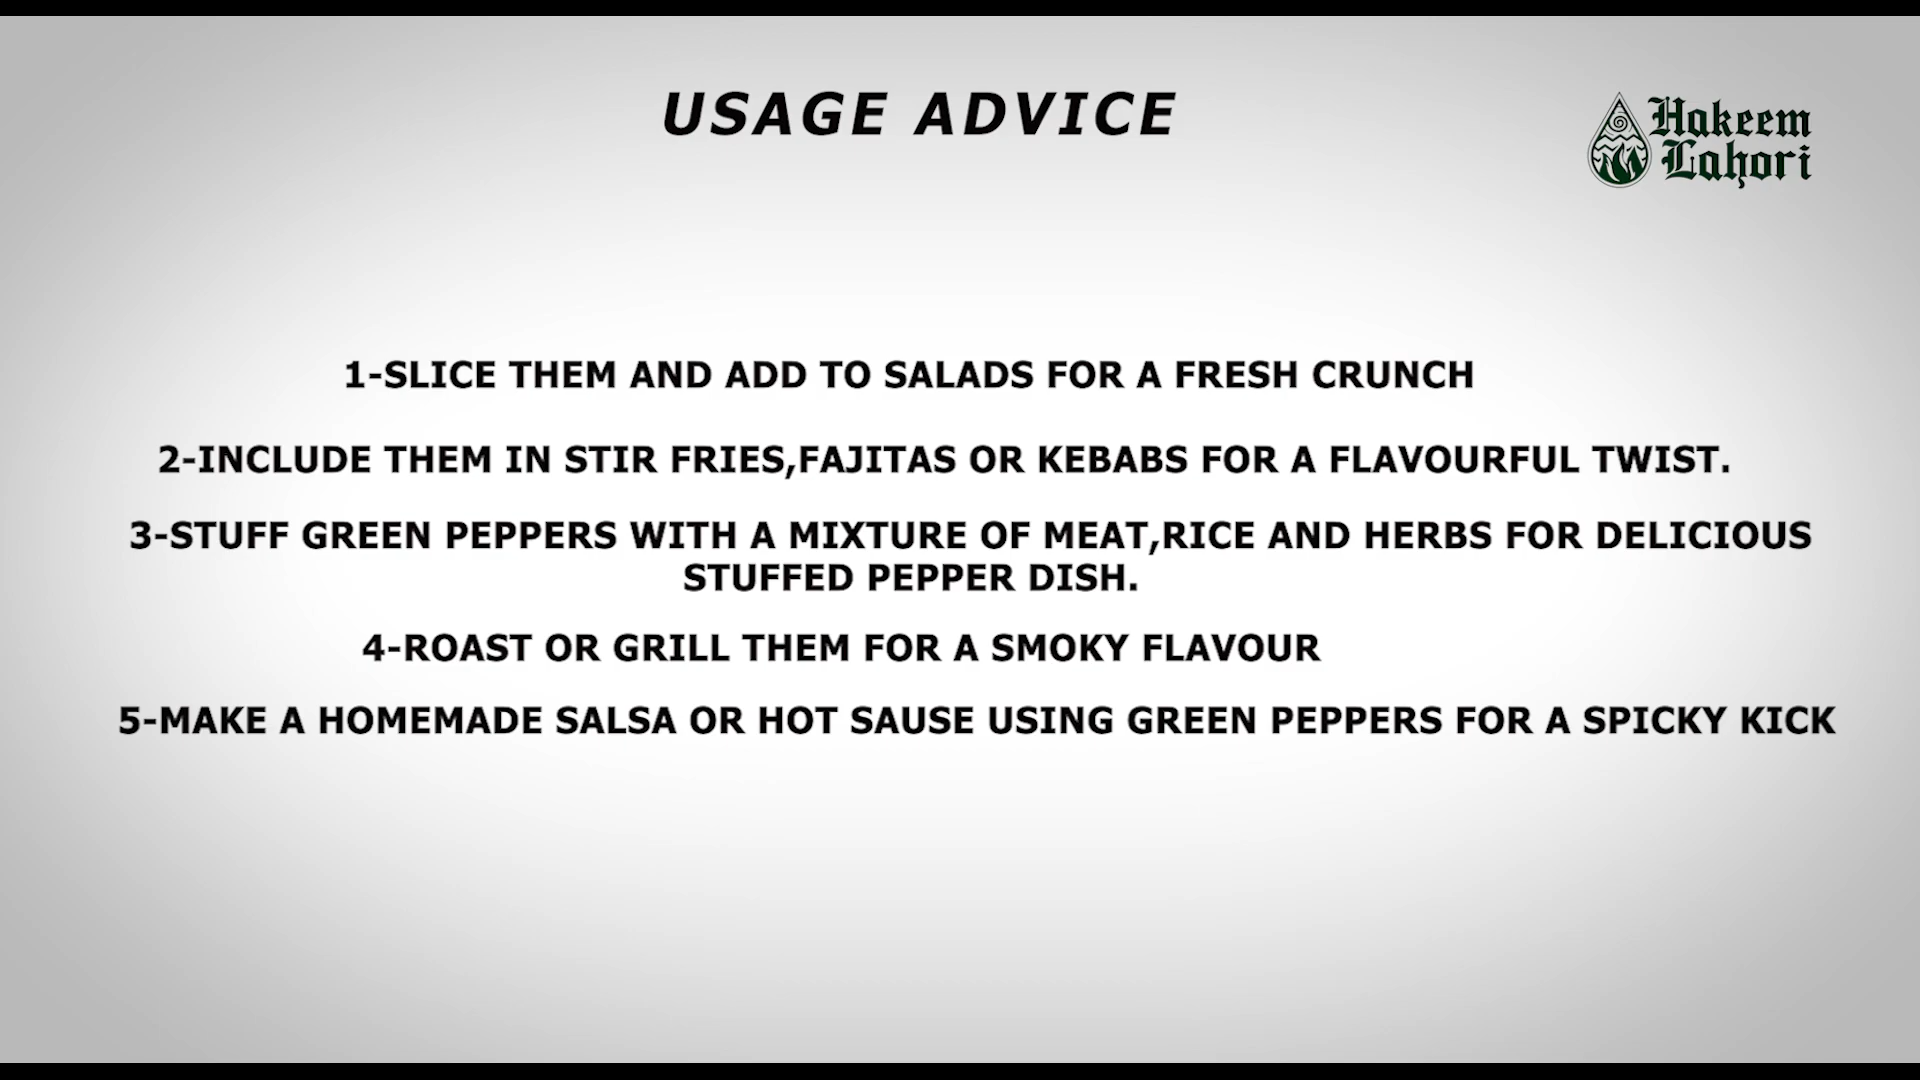 USAGE ADVICE
Hakeem
Lahori
1-SLICE THEM AND ADD TO SALADS FOR A FRESH CRUNCH
2-INCLUDE THEM IN STIR FRIES,FAJITAS OR KEBABS FOR A FLAVOURFUL TWIST.
3-STUFF GREEN PEPPERS WITH A MIXTURE OF MEAT,RICE AND HERBS FOR DELICIOUS
STUFFED PEPPER DISH.
4-ROAST OR GRILL THEM FOR A SMOKY FLAVOUR
5-MAKE A HOMEMADE SALSA OR HOT SAUSE USING GREEN PEPPERS FOR A SPICKY KICK